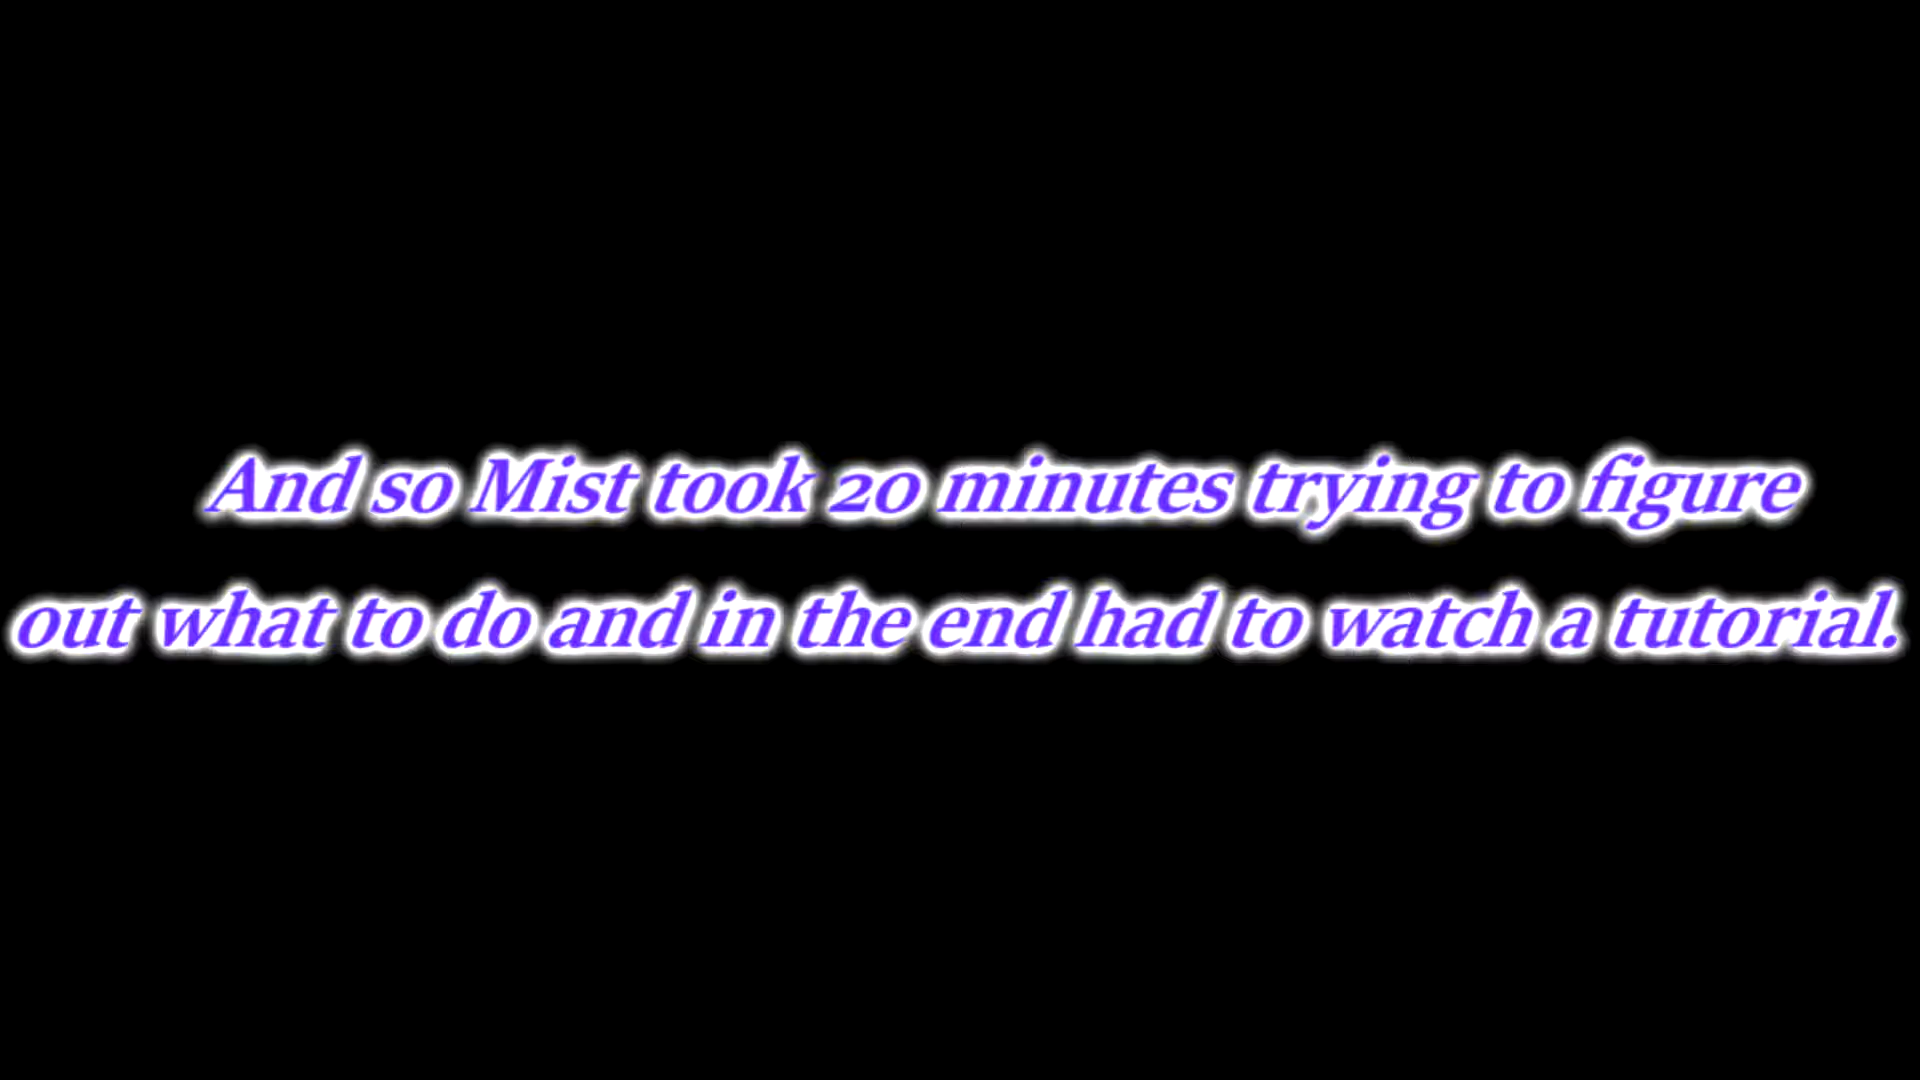 And so Mist took 20 minutes trying to figure
out what to do and in the end had to watch a tutorial.